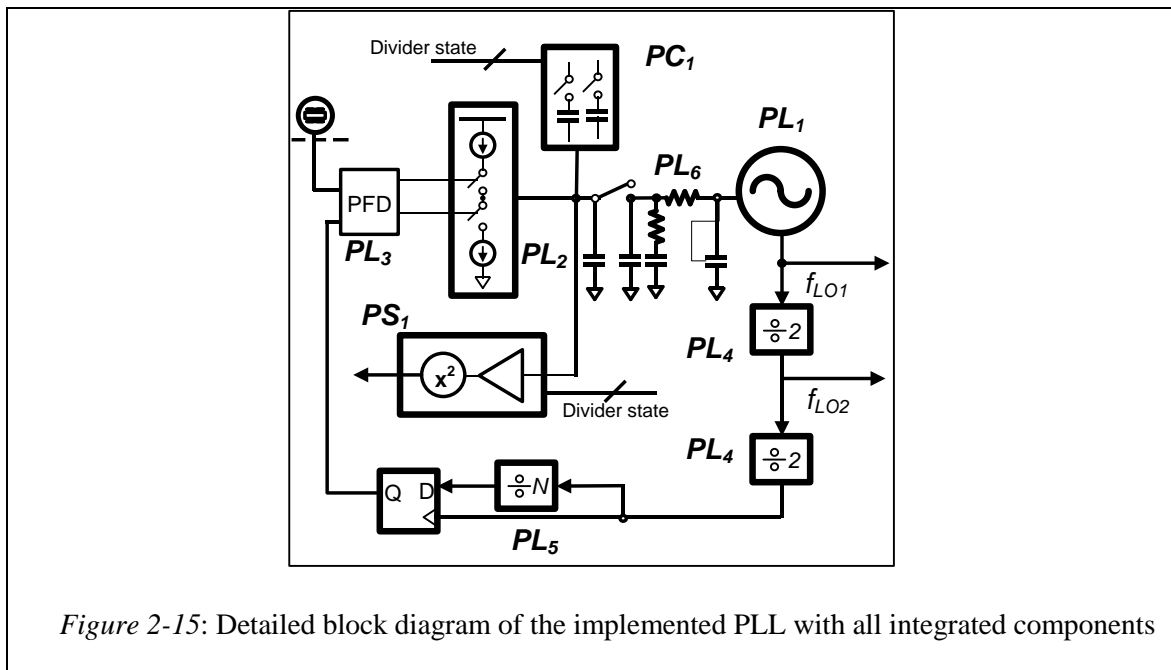 Divider state
PC1
PL1
PL6
PFD
PL3
PL2
fLO1
PS1
÷2
PL4
x2
fLO2
Divider state
PL4
÷2
Q D
÷N
PL5
Figure 2-15: Detailed block diagram of the implemented PLL with all integrated components